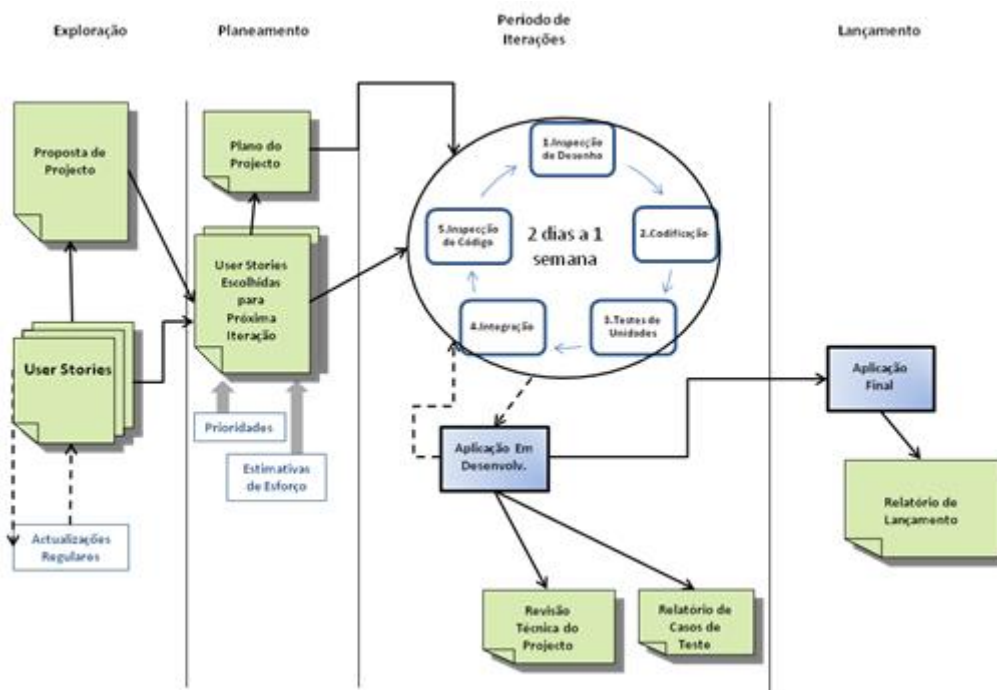 Exploração
Planeamento
Período de
Iterações
Lançamento
Proposta de
Projecto
User Stories
Actualizações
Regulares
Plano do
Projecto
User Stories
Escolhidas
para
Próxima
Iteração
Prioridades
Estimativas
de Esforço
1.Inspecção
de Desenho
2.Codificação
3.Testes de
Unidades
4.Integração
5.Inspecção
de Código
2 dias a 1
semana
Aplicação Em
Desenvolv.
Revisão
Técnica do
Projecto
Relatório de
Casos de
Teste
Aplicação
Final
Relatório de
Lançamento